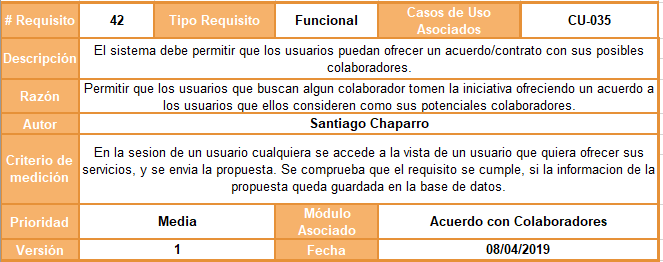 # Requisito 42 Tipo Requisito Funcional Casos de Uso Asociados CU-035
Descripción El sistema debe permitir que los usuarios puedan ofrecer un acuerdo/contrato con sus posibles
colaboradores.
Razón Permitir que los usuarios que buscan algun colaborador tomen la iniciativa ofreciendo un acuerdo a
los usuarios que ellos consideren como sus potenciales colaboradores.
Autor Santiago Chaparro
Criterio de medición En la sesion de un usuario cualquiera se accede a la vista de un usuario que quiera ofrecer sus
servicios, y se envia la propuesta. Se comprueba que el requisito se cumple, si la informacion de la
propuesta queda guardada en la base de datos.
Prioridad Media Módulo Asociado Acuerdo con Colaboradores
Versión 1 Fecha 08/04/2019